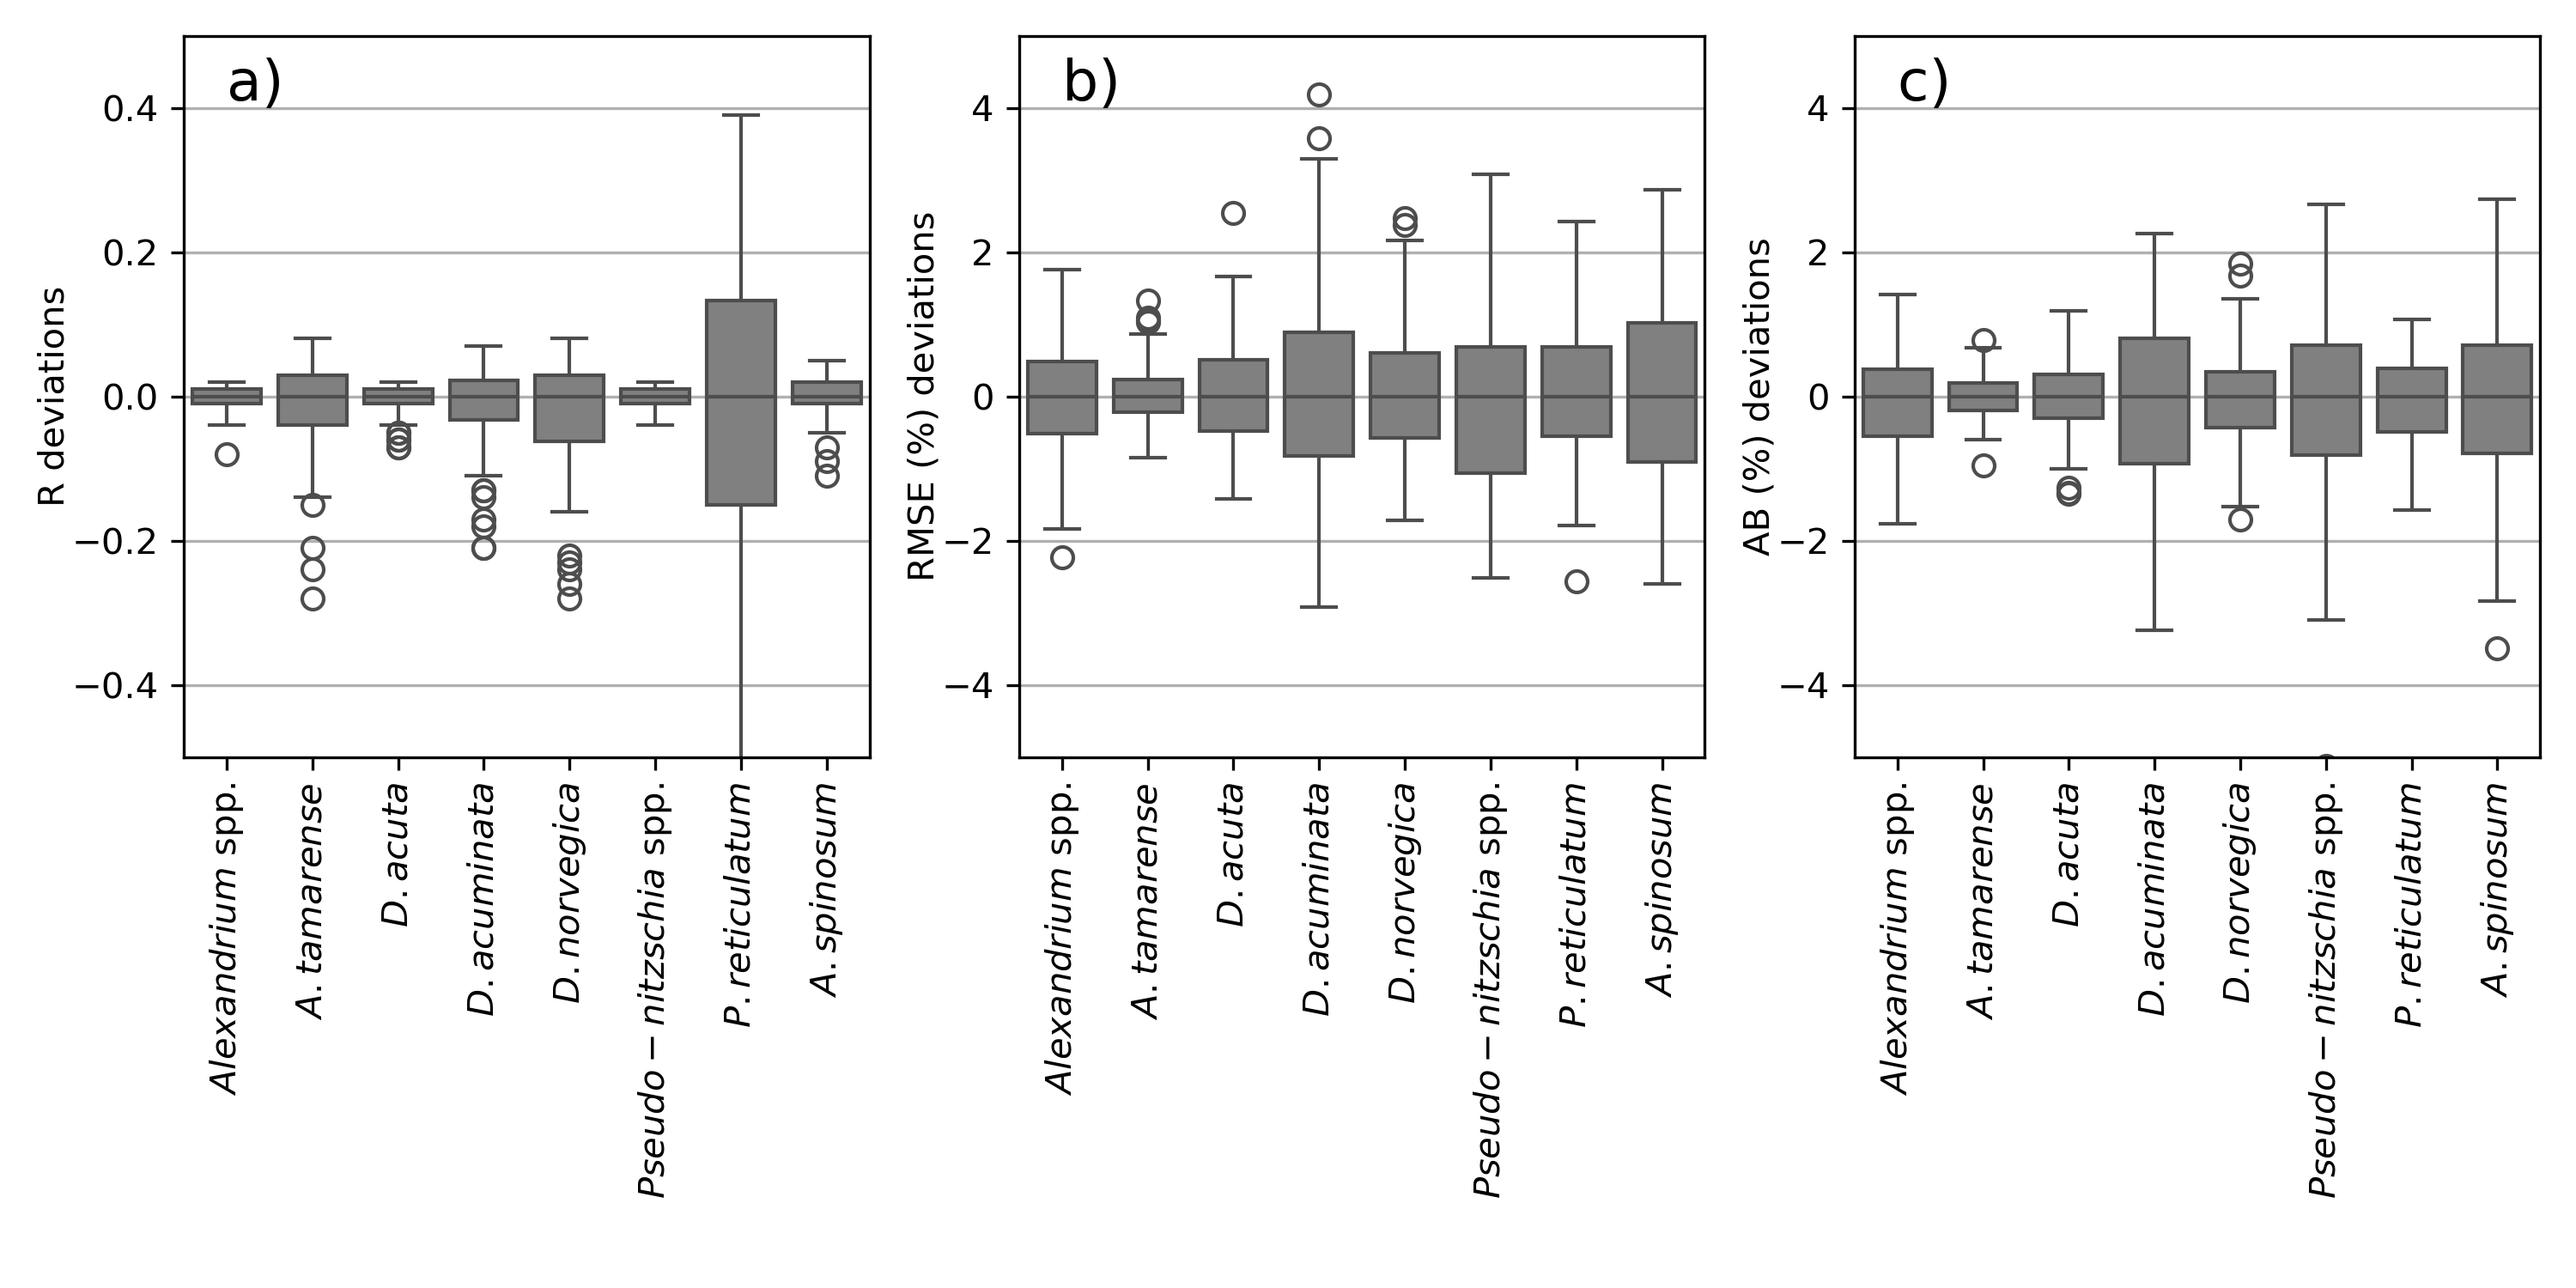 a)
0.4
0.2
0.0
−0.2
−0.4
R deviations
Alexandrium spp.
A. tamarense
D. acuta
D. acuminata
D. norvegica
Pseudo − nitzschia spp.
P. reticulatum
A. spinosum
b)
4
2
0
−2
−4
RMSE (%) deviations
Alexandrium spp.
A. tamarense
D. acuta
D. acuminata
D. norvegica
Pseudo − nitzschia spp.
P. reticulatum
A. spinosum
c)
4
2
0
−2
−4
AB (%) deviations
Alexandrium spp.
A. tamarense
D. acuta
D. acuminata
D. norvegica
Pseudo − nitzschia spp.
P. reticulatum
A. spinosum